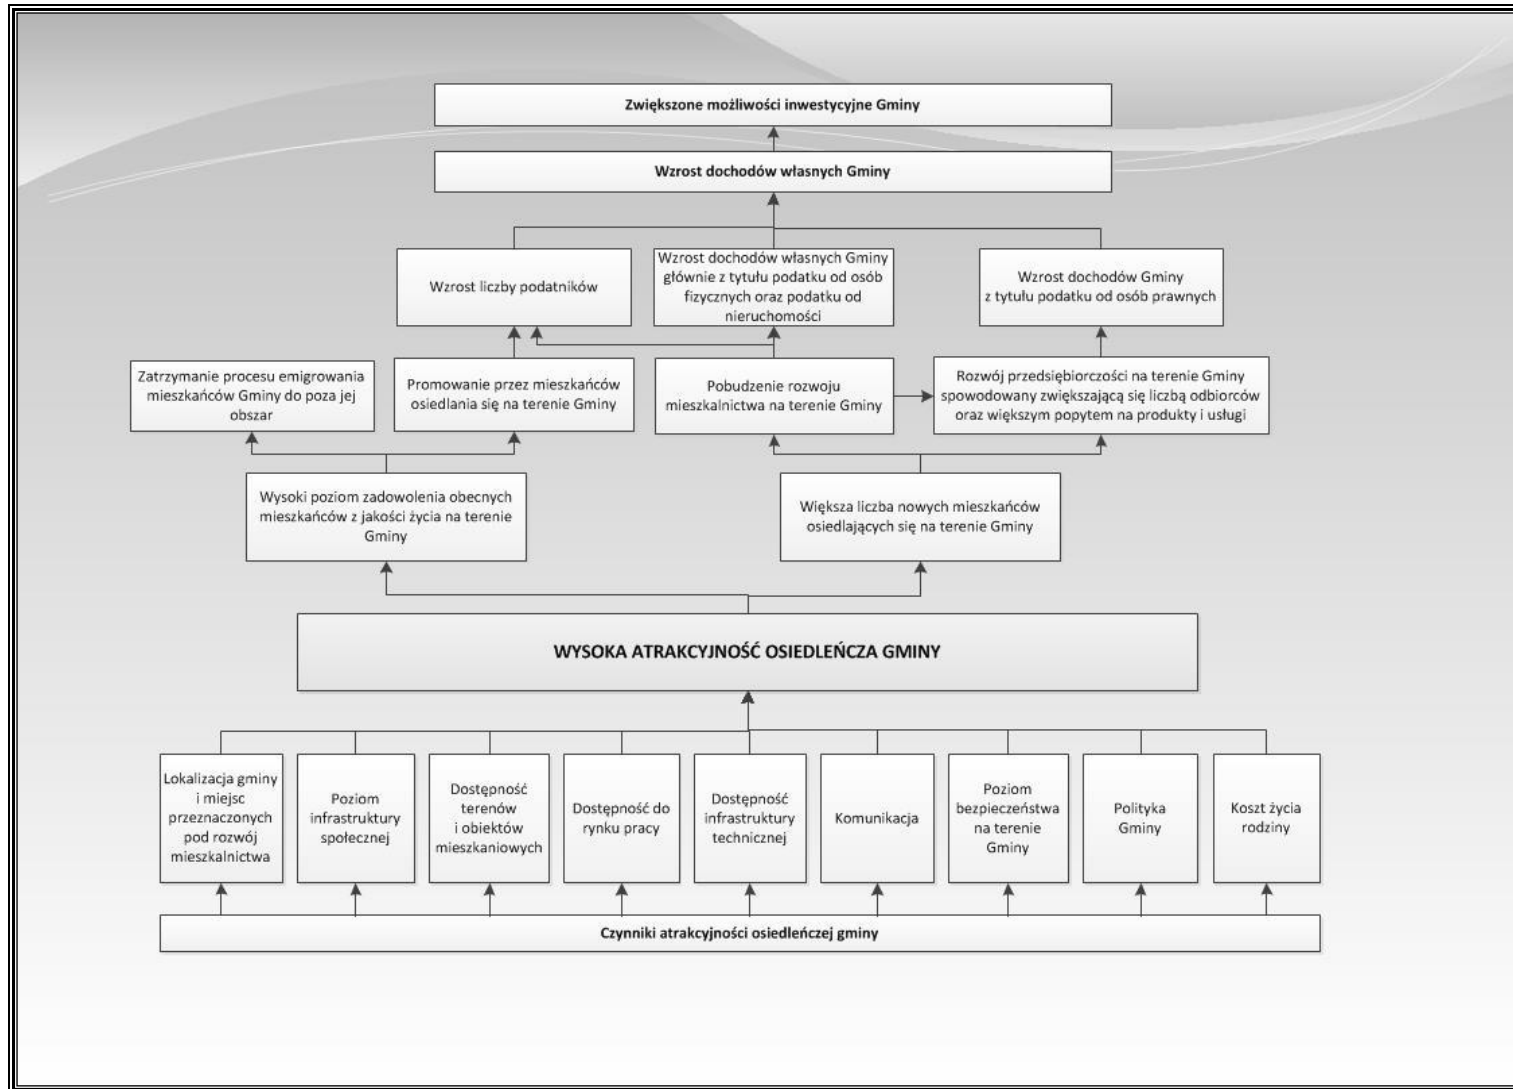 Zwiększone możliwości inwestycyjne Gminy
Wzrost dochodów własnych Gminy
Wzrost liczby podatników
Wzrost dochodów własnych Gminy
głównie z tytułu podatku od osób
fizycznych oraz podatku od
nieruchomości
Wzrost dochodów Gminy
z tytułu podatku od osób prawnych
Zatrzymanie procesu emigrowania
mieszkańców Gminy do poza jej
obszar
Promowanie przez mieszkańców
osiedlania się na terenie Gminy
Pobudzenie rozwoju
mieszkalnictwa na terenie Gminy
Rozwój przedsiębiorczości na terenie Gminy
spowodowany zwiększającą się liczbą odbiorców
oraz większym popytem na produkty i usługi
Wysoki poziom zadowolenia obecnych
mieszkańców z jakości życia na terenie
Gminy
Większa liczba nowych mieszkańców
osiedlających się na terenie Gminy
WYSOKA ATRAKCYJNOŚĆ OSIEDLEŃCZA GMINY
Lokalizacja gminy
i miejsc
przeznaczonych
pod rozwój
mieszkalnictwa
Poziom
infrastruktury
społecznej
Dostępność
terenów
i obiektów
mieszkaniowych
Dostępność do
rynku pracy
Dostępność
infrastruktury
technicznej
Komunikacja
Poziom
bezpieczeństwa
na terenie
Gminy
Polityka
Gminy
Koszt życia
rodziny
Czynniki atrakcyjności osiedleńczej gminy